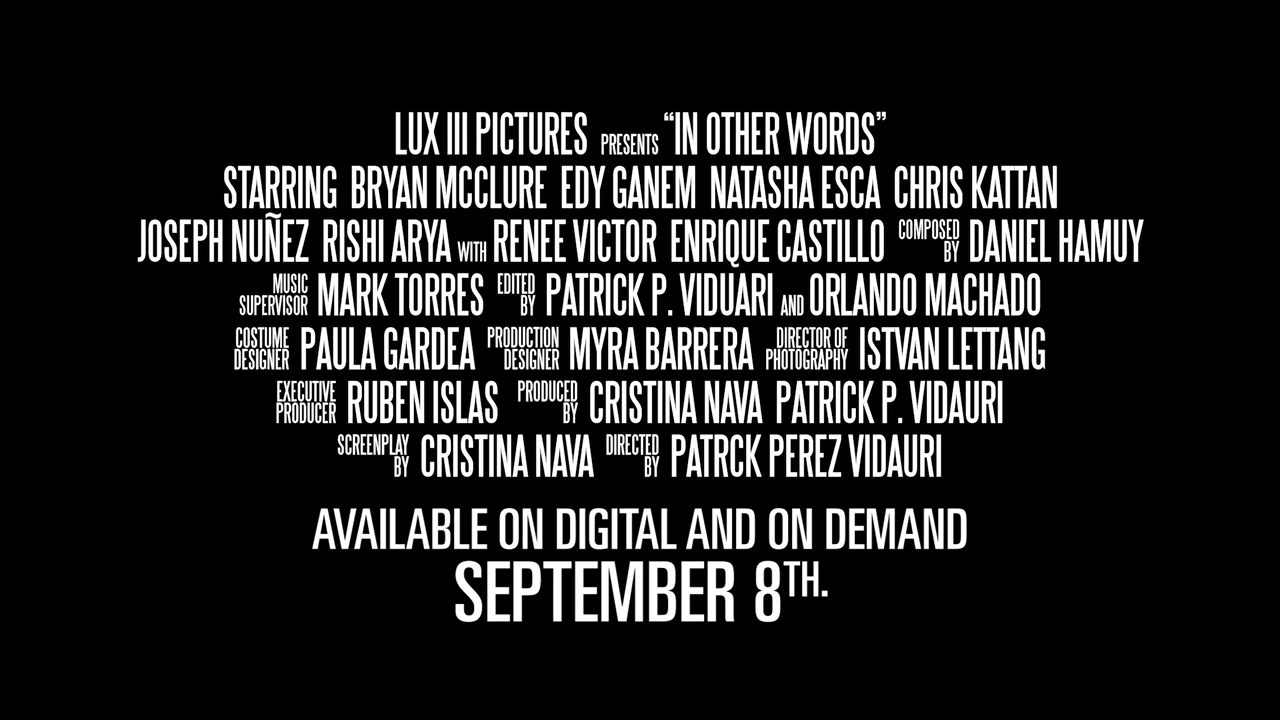 LUX III PICTURES PRESENTS “IN OTHER WORDS”
STARRING BRYAN MCCLURE EDY GANEM NATASHA ESCA CHRIS KATTAN
JOSEPH NUÑEZ RISHI ARYA WITH RENEE VICTOR ENRIQUE CASTILLO COMPOSED BY DANIEL HAMUY
MUSIC SUPERVISOR MARK TORRES EDITED BY PATRICK P. VIDUARI AND ORLANDO MACHADO
COSTUME DESIGNER PAULA GARDEA PRODUCTION DESIGNER MYRA BARRERA DIRECTOR OF PHOTOGRAPHY ISTVAN LETTANG
EXECUTIVE PRODUCER RUBEN ISLAS PRODUCED BY CRISTINA NAVA PATRICK P. VIDAURI
SCREENPLAY BY CRISTINA NAVA DIRECTED BY PATRCK PEREZ VIDAURI
AVAILABLE ON DIGITAL AND ON DEMAND
SEPTEMBER 8TH.